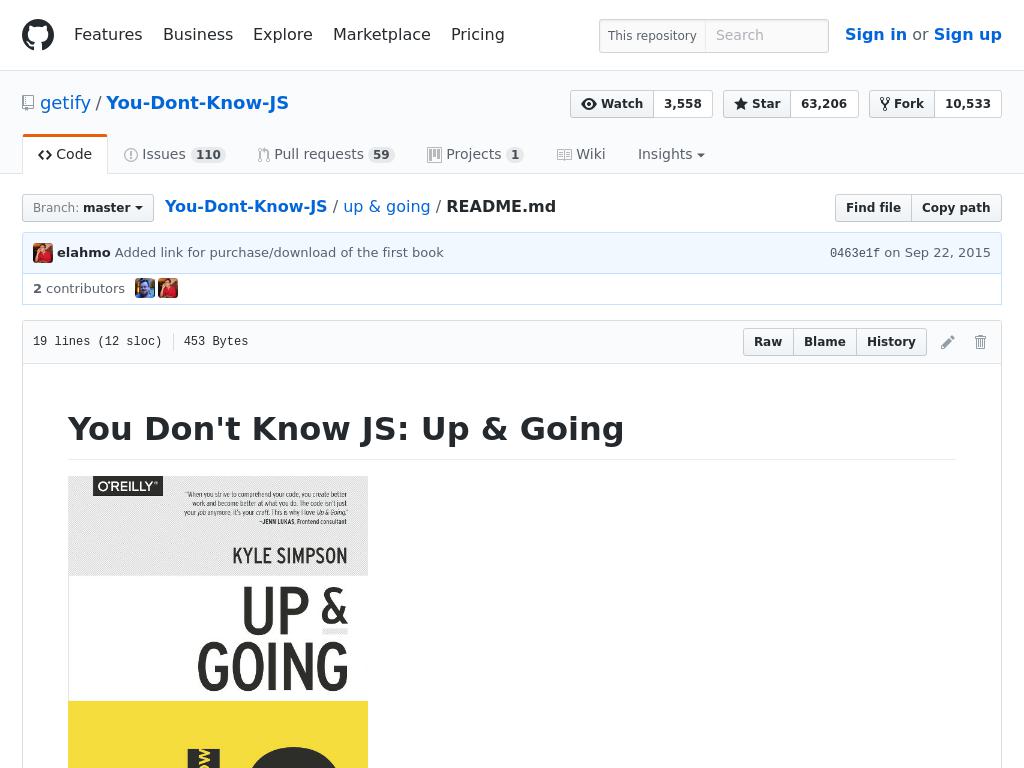 Features Business Explore Marketplace Pricing This repository Search Sign in or Sign up
getify / You-Dont-Know-JS Watch 3,558 Star 63,206 Fork 10,533
Code Issues 110 Pull requests 59 Projects 1 Wiki Insights
Branch: master You-Dont-Know-JS / up & going / README.md Find file Copy path
elahmo Added link for purchase/download of the first book 0463e1f on Sep 22, 2015
2 contributors
19 lines (12 sloc) 453 Bytes Raw Blame History
You Don't Know JS: Up & Going
O'REILLY®
"When you strive to comprehend your code, you create better
work and become better at what you do. The code isn't just
your job anymore, it's your craft. This is why I love Up & Going."
—JENN LUKAS, Frontend consultant
KYLE SIMPSON
UP &
GOING